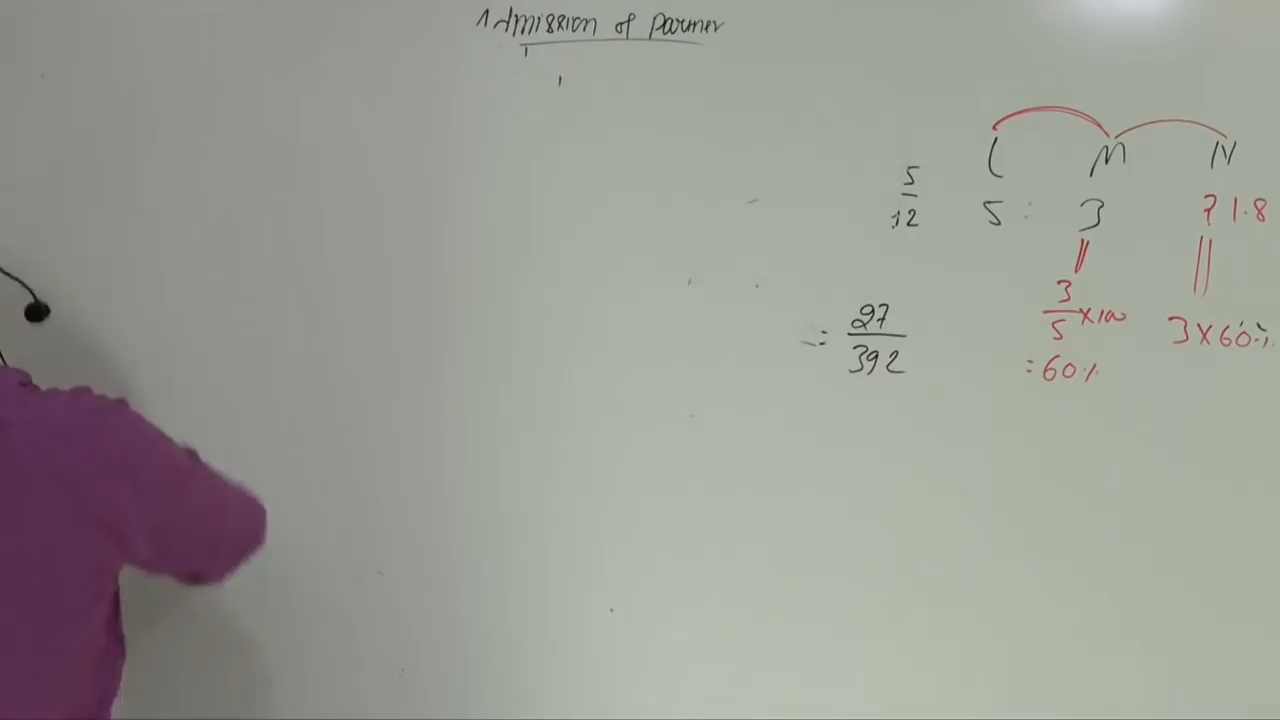 Admission of partner
L M N
5/12 5 : 3 ? 1.8
= 27/392
3/5 ×100 3×60%
= 60%